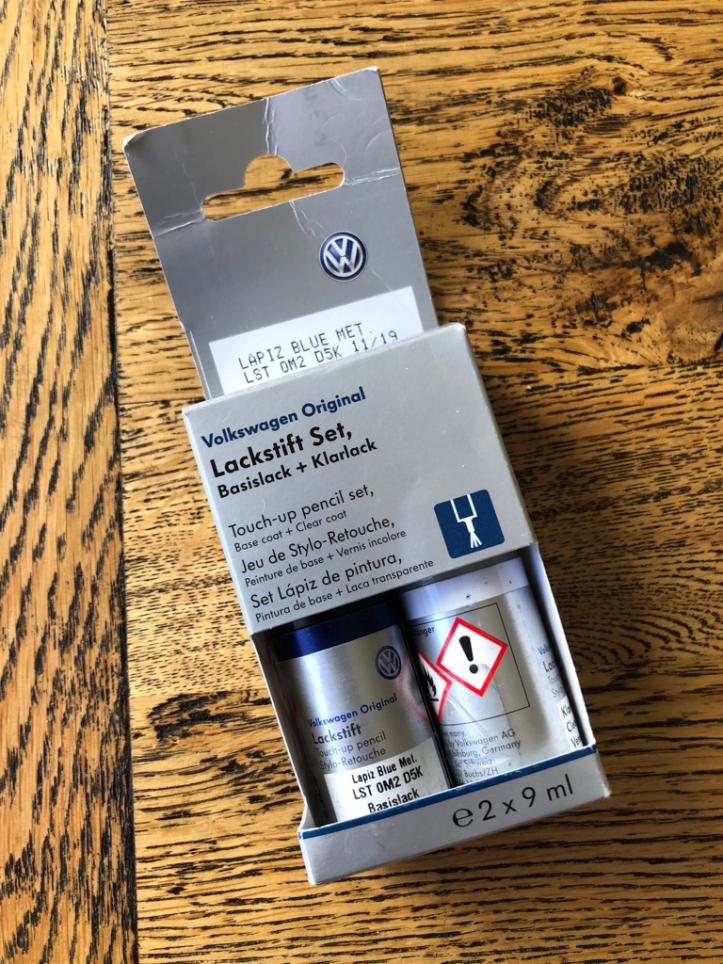 LAPIZ BLUE MET.
LST 0M2 D5K 11/19
Volkswagen Original
Lackstift Set,
Basislack + Klarlack
Touch-up pencil set,
Base coat + Clear coat
Jeu de Stylo-Retouche,
Peinture de base + Vernis incolore
Set Lápiz de pintura,
Pintura de base + Laca transparente
Volkswagen Original
Lackstift
Touch-up pencil
Stylo-Retouche
Lapiz Blue Met.
LST 0M2 D5K
Basislack
Volkswagen AG
Germany
Buchs/ZH
e 2 x 9 ml